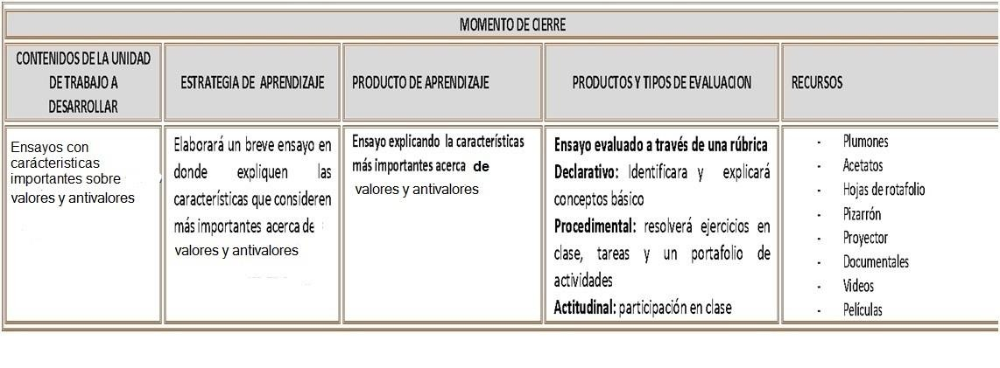 MOMENTO DE CIERRE
CONTENIDOS DE LA UNIDAD
DE TRABAJO A
DESARROLLAR
ESTRATEGIA DE APRENDIZAJE
PRODUCTO DE APRENDIZAJE
PRODUCTOS Y TIPOS DE EVALUACION
RECURSOS
Ensayos con
carácteristicas
importantes sobre
valores y antivalores
Elaborará un breve ensayo en
donde expliquen las
características que consideren
más importantes acerca de
valores y antivalores
Ensayo explicando la características
más importantes acerca de
valores y antivalores
Ensayo evaluado a través de una rúbrica
Declarativo: Identificara y explicará
conceptos básico
Procedimental: resolverá ejercicios en
clase, tareas y un portafolio de
actividades
Actitudinal: participación en clase
- Plumones
- Acetatos
- Hojas de rotafolio
- Pizarrón
- Proyector
- Documentales
- Videos
- Películas